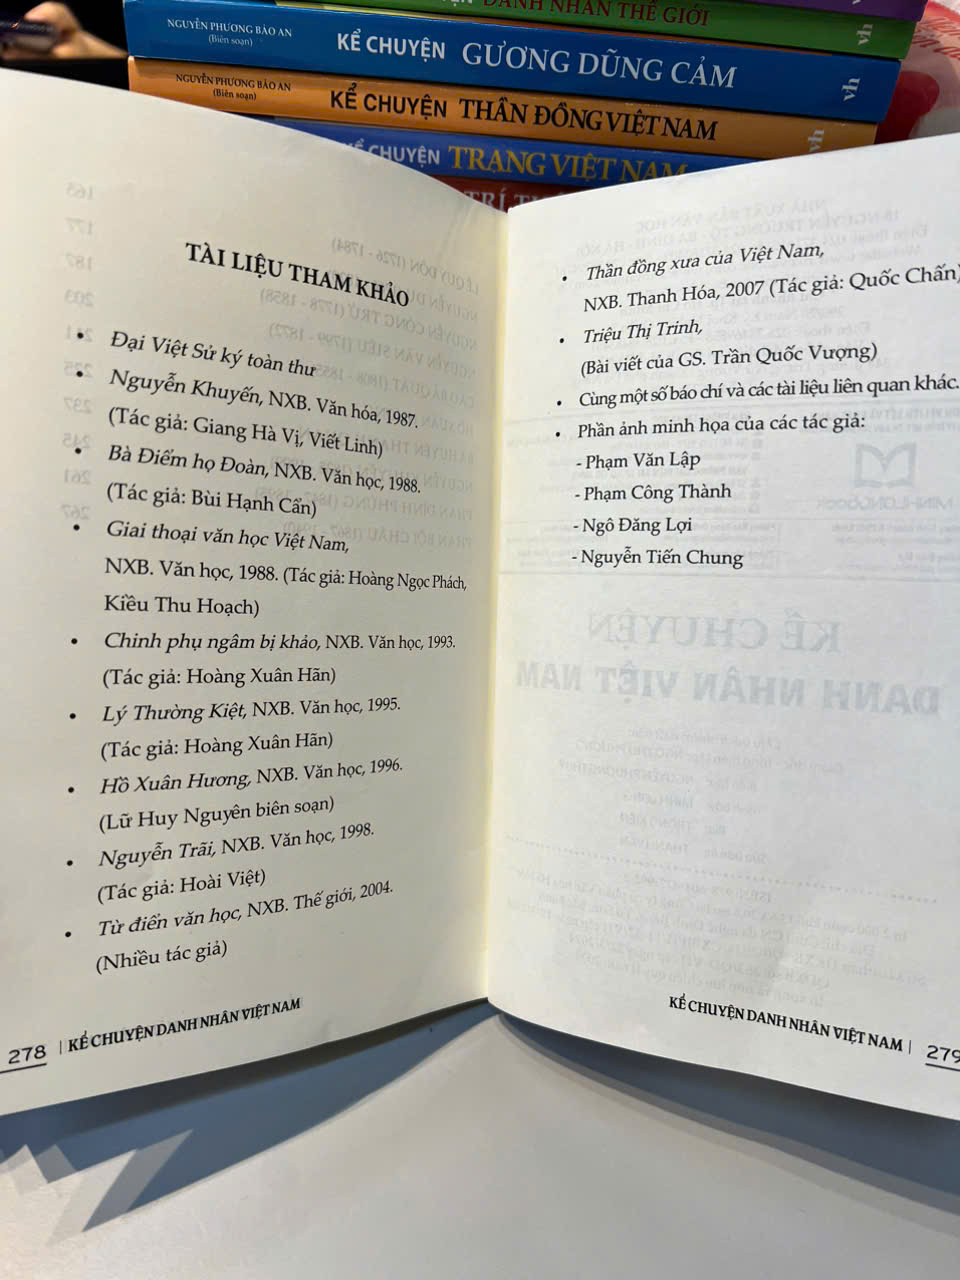 DANH NHÂN THẾ GIỚI
NGUYỄN PHƯƠNG BẢO AN
(Biên soạn)
KỂ CHUYỆN GƯƠNG DŨNG CẢM
vh
NGUYỄN PHƯƠNG BẢO AN
(Biên soạn)
KỂ CHUYỆN THẦN ĐỒNG VIỆT NAM
vh
KỂ CHUYỆN TRẠNG VIỆT NAM
TÀI LIỆU THAM KHẢO
• Đại Việt Sử ký toàn thư
• Nguyễn Khuyến, NXB. Văn hóa, 1987.
(Tác giả: Giang Hà Vị, Viết Linh)
• Bà Điểm họ Đoàn, NXB. Văn học, 1988.
(Tác giả: Bùi Hạnh Cẩn)
• Giai thoại văn học Việt Nam,
NXB. Văn học, 1988. (Tác giả: Hoàng Ngọc Phách,
Kiều Thu Hoạch)
• Chinh phụ ngâm bị khảo, NXB. Văn học, 1993.
(Tác giả: Hoàng Xuân Hãn)
• Lý Thường Kiệt, NXB. Văn học, 1995.
(Tác giả: Hoàng Xuân Hãn)
• Hồ Xuân Hương, NXB. Văn học, 1996.
(Lữ Huy Nguyên biên soạn)
• Nguyễn Trãi, NXB. Văn học, 1998.
(Tác giả: Hoài Việt)
• Từ điển văn học, NXB. Thế giới, 2004.
(Nhiều tác giả)
278 | KỂ CHUYỆN DANH NHÂN VIỆT NAM
• Thần đồng xưa của Việt Nam,
NXB. Thanh Hóa, 2007 (Tác giả: Quốc Chấn)
• Triệu Thị Trinh,
(Bài viết của GS. Trần Quốc Vượng)
• Cùng một số báo chí và các tài liệu liên quan khác.
• Phần ảnh minh họa của các tác giả:
- Phạm Văn Lập
- Phạm Công Thành
- Ngô Đăng Lợi
- Nguyễn Tiến Chung
KỂ CHUYỆN DANH NHÂN VIỆT NAM | 279